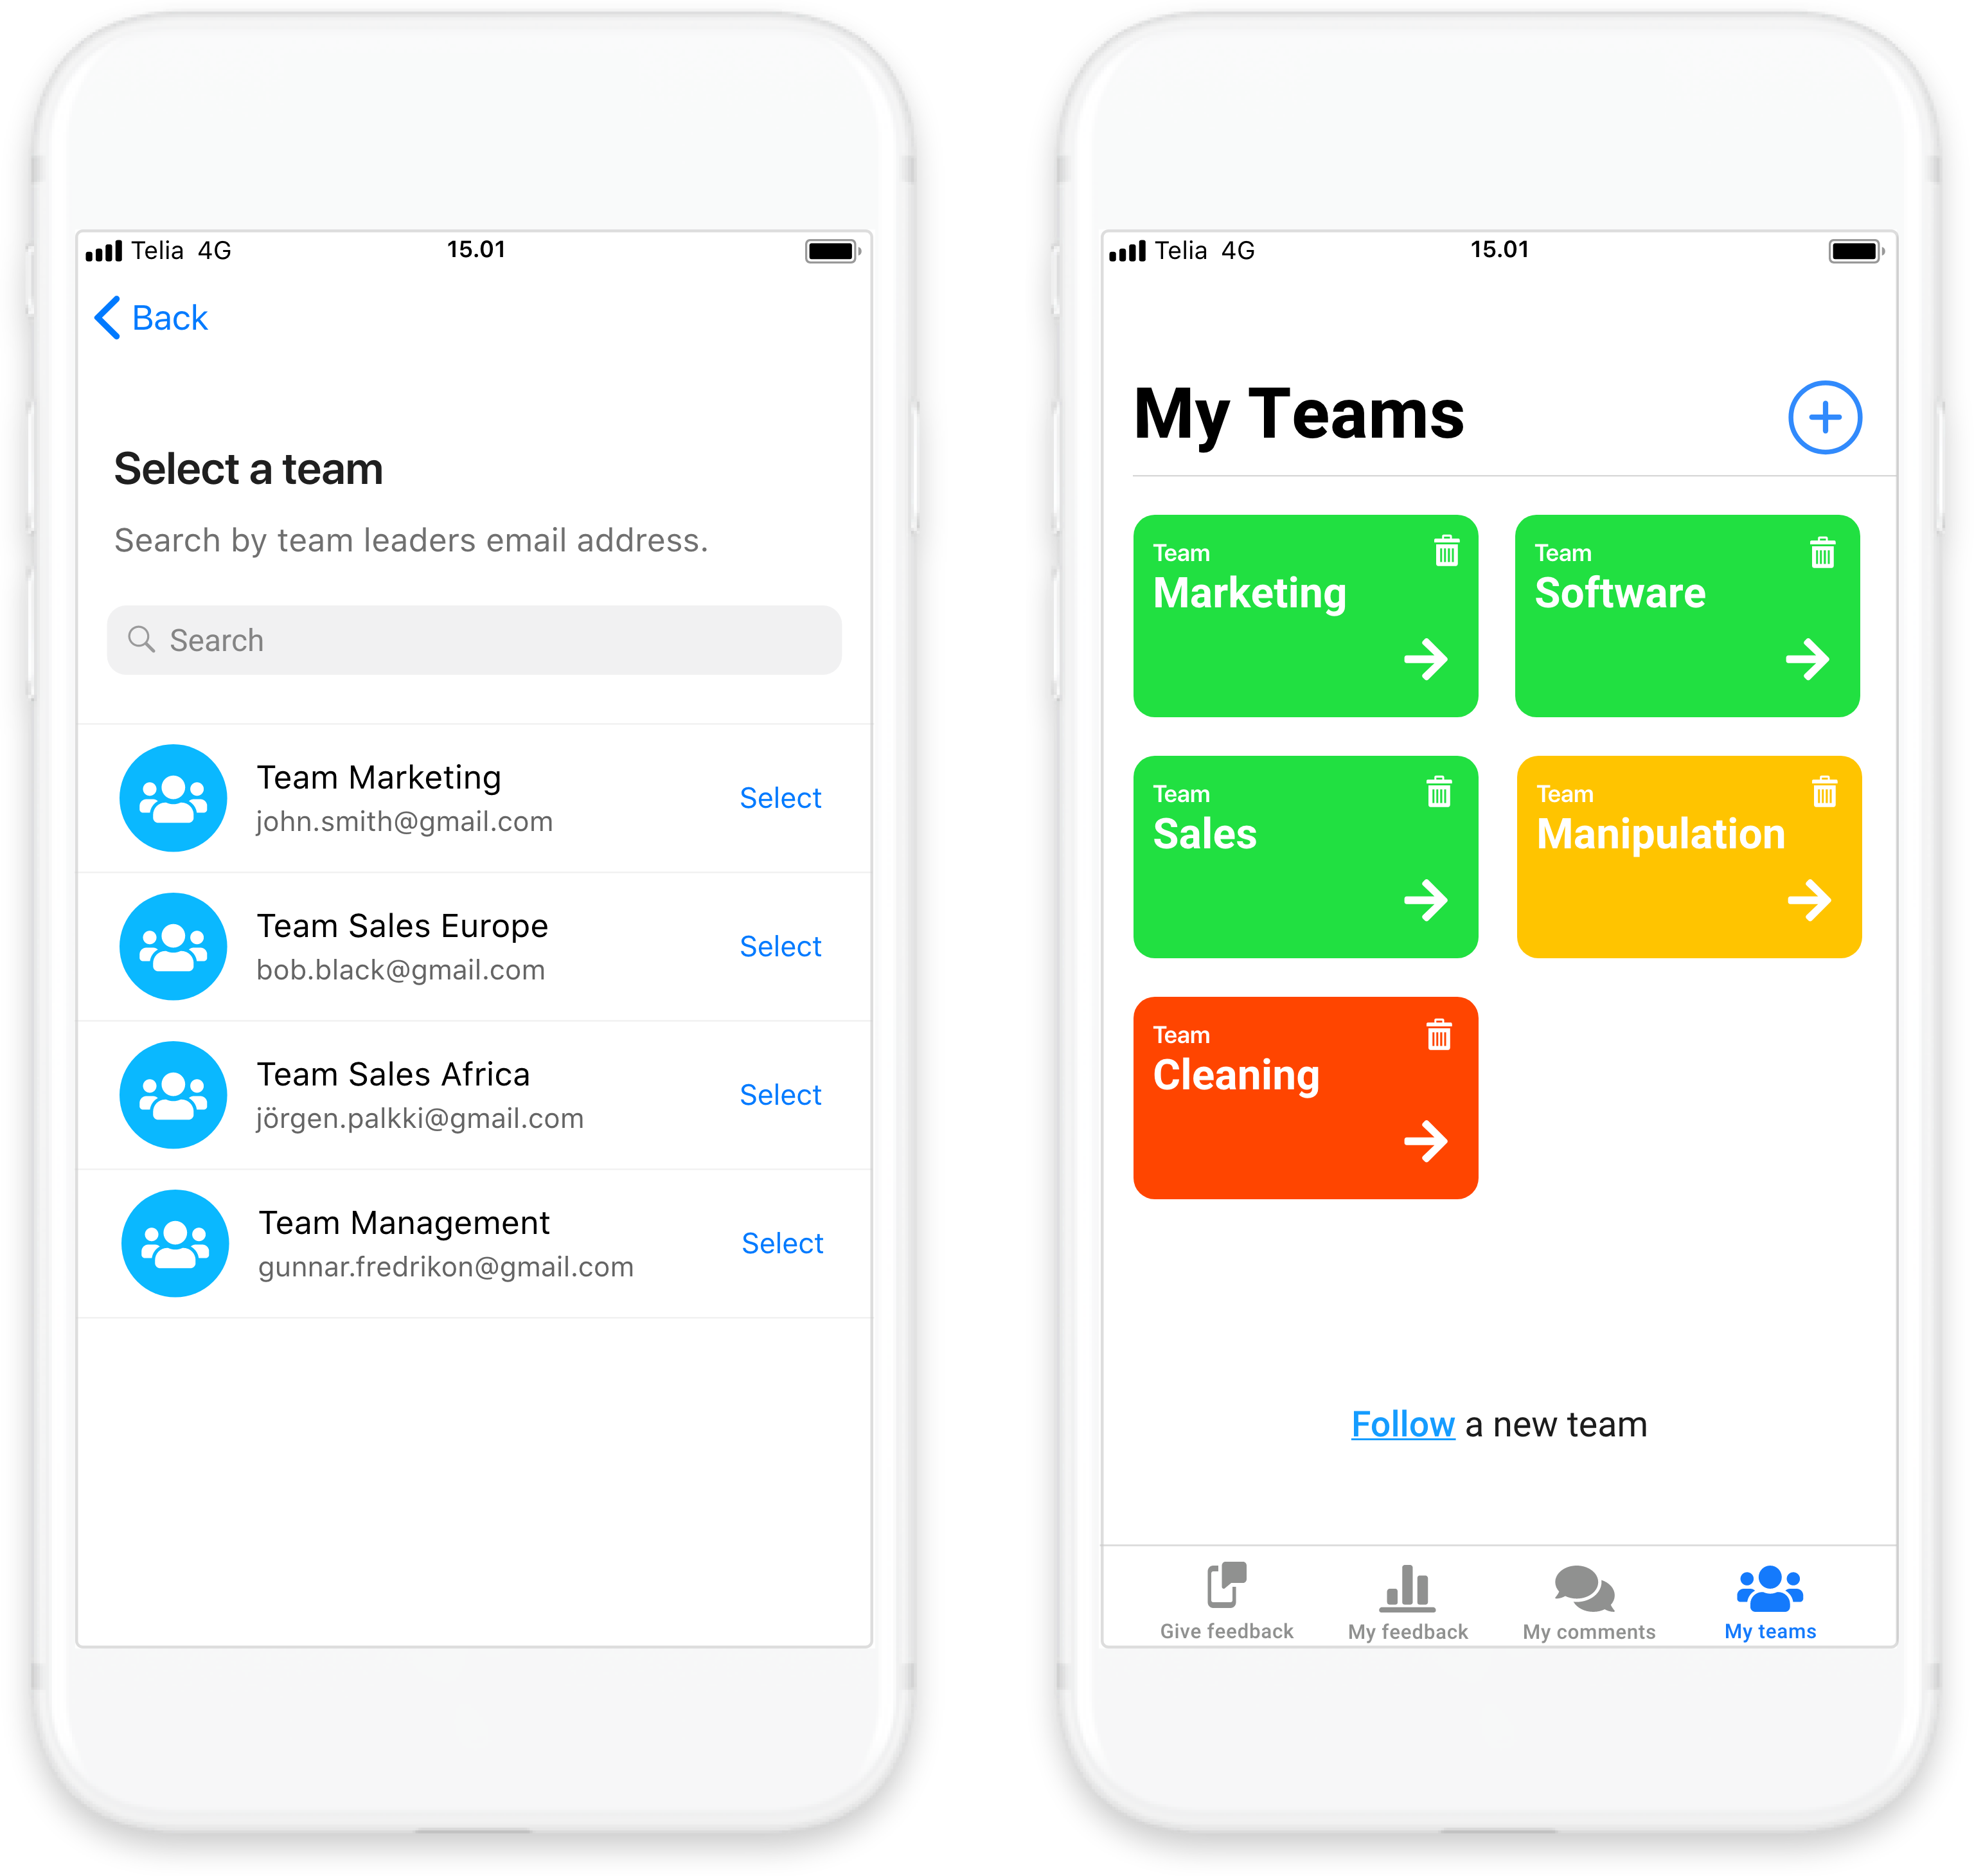 Telia 4G 15.01
Back
Select a team
Search by team leaders email address.
Search
Team Marketing
john.smith@gmail.com
Select
Team Sales Europe
bob.black@gmail.com
Select
Team Sales Africa
jörgen.palkki@gmail.com
Select
Team Management
gunnar.fredrikon@gmail.com
Select
Telia 4G 15.01
My Teams
Team
Marketing
Team
Software
Team
Sales
Team
Manipulation
Team
Cleaning
Follow a new team
Give feedback
My feedback
My comments
My teams